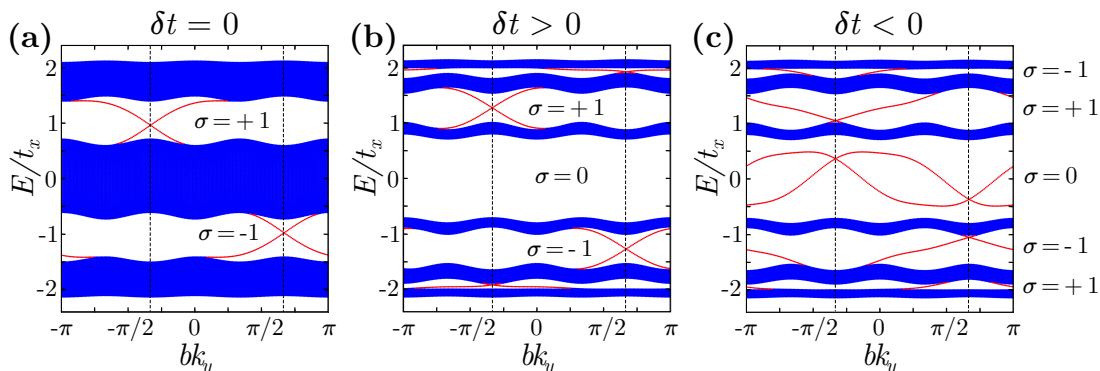 (a) δt = 0
(b) δt > 0
(c) δt < 0
E/t_x
2
1
0
-1
-2
σ = + 1
σ = -1
-π -π/2 0 π/2 π
bk_y
2
1
0
-1
-2
σ = + 1
σ = 0
σ = -1
-π -π/2 0 π/2 π
bk_y
E/t_x
2
1
0
-1
-2
σ = -1
σ = + 1
σ = 0
σ = -1
σ = + 1
-π -π/2 0 π/2 π
bk_y
E/t_x